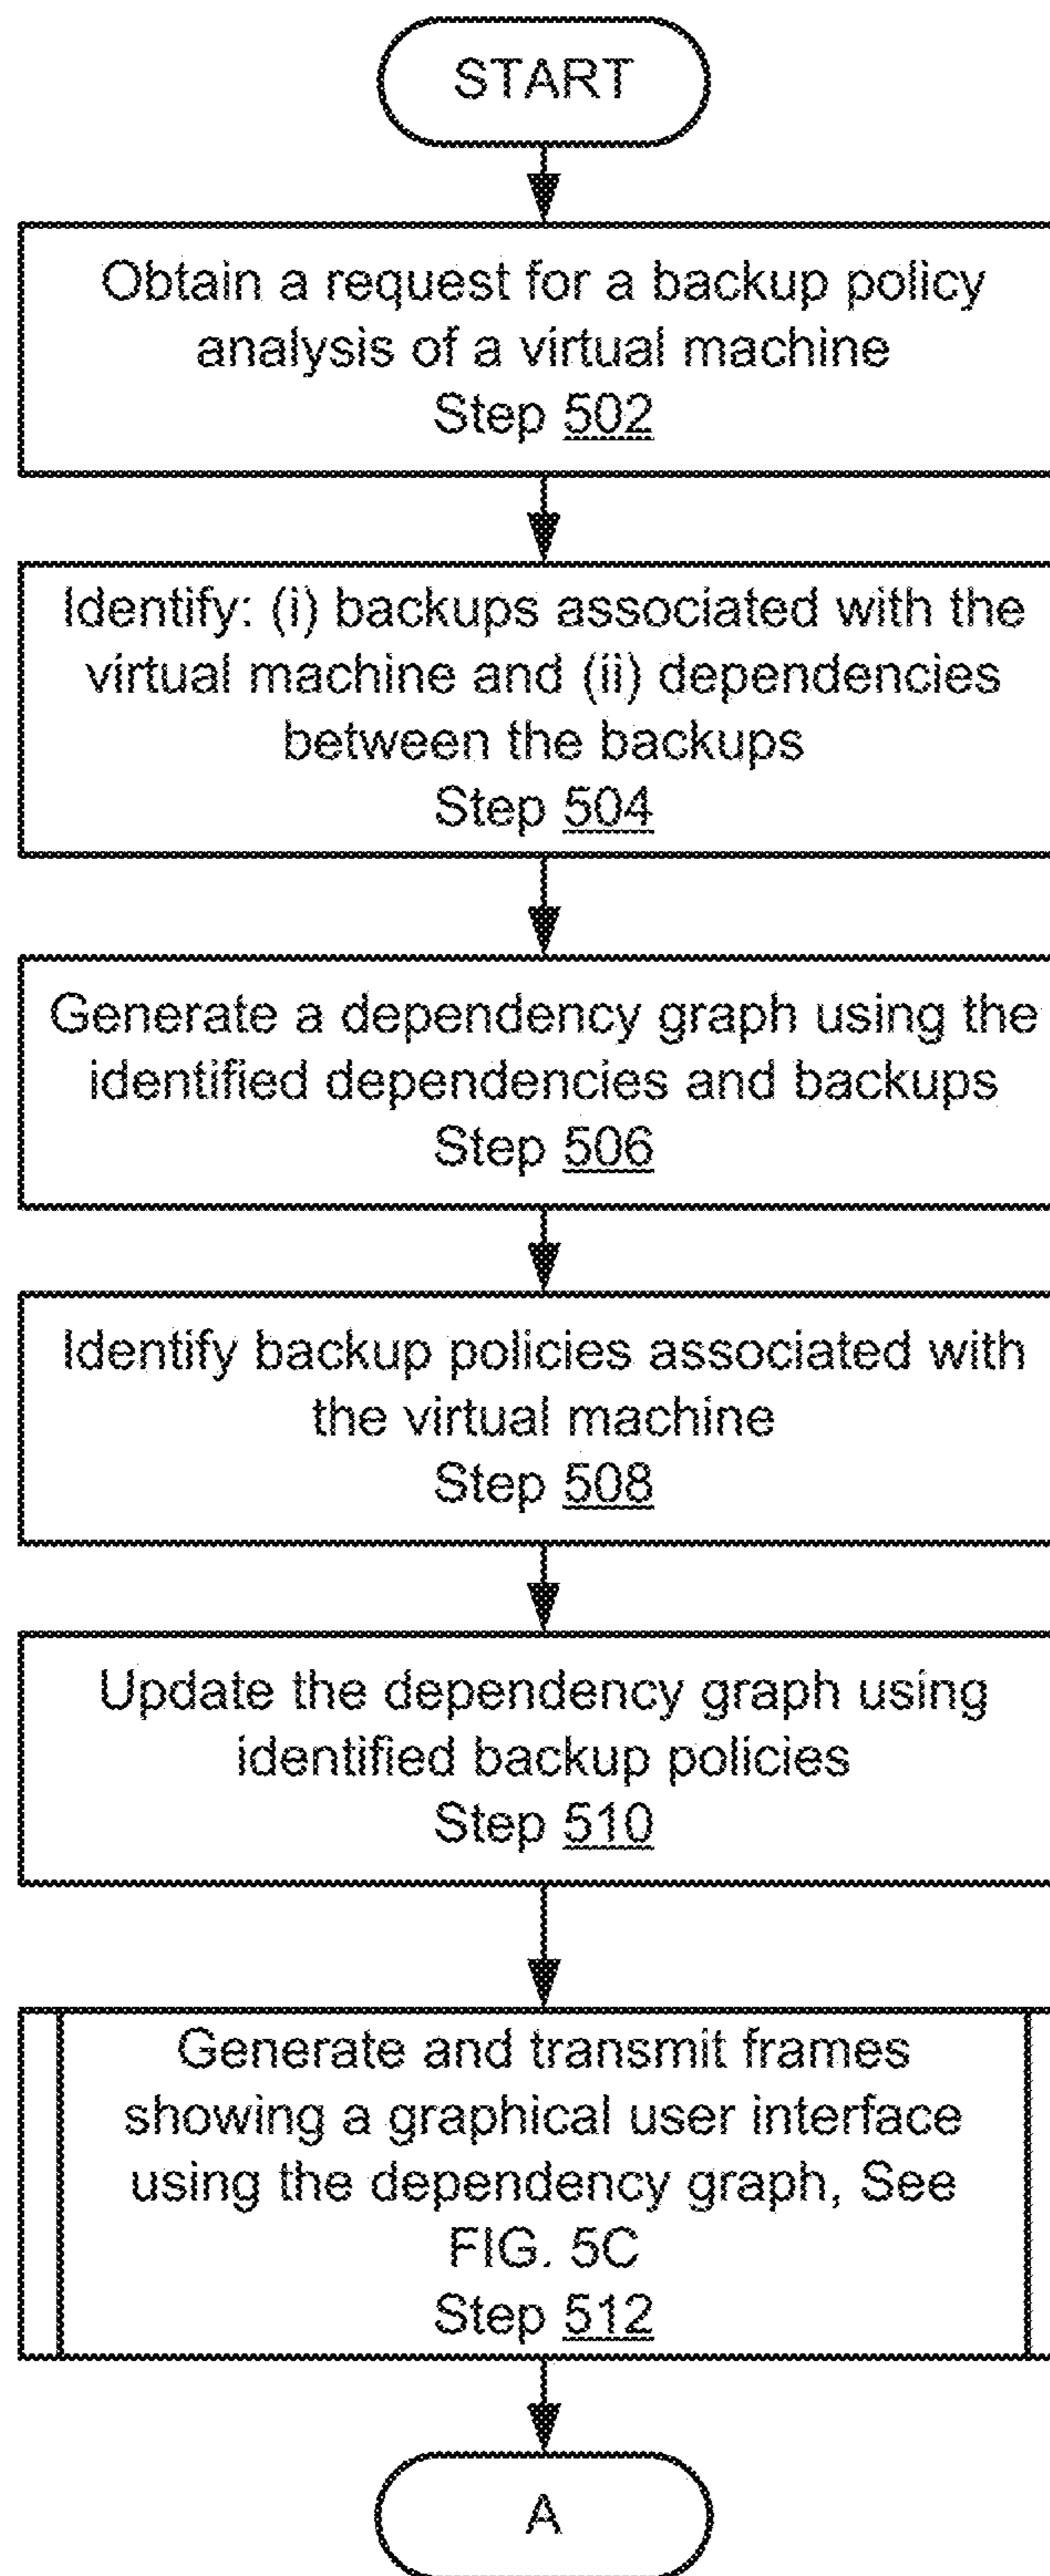 START
Obtain a request for a backup policy
analysis of a virtual machine
Step 502
Identify: (i) backups associated with the
virtual machine and (ii) dependencies
between the backups
Step 504
Generate a dependency graph using the
identified dependencies and backups
Step 506
Identify backup policies associated with
the virtual machine
Step 508
Update the dependency graph using
identified backup policies
Step 510
Generate and transmit frames
showing a graphical user interface
using the dependency graph, See
FIG. 5C
Step 512
A